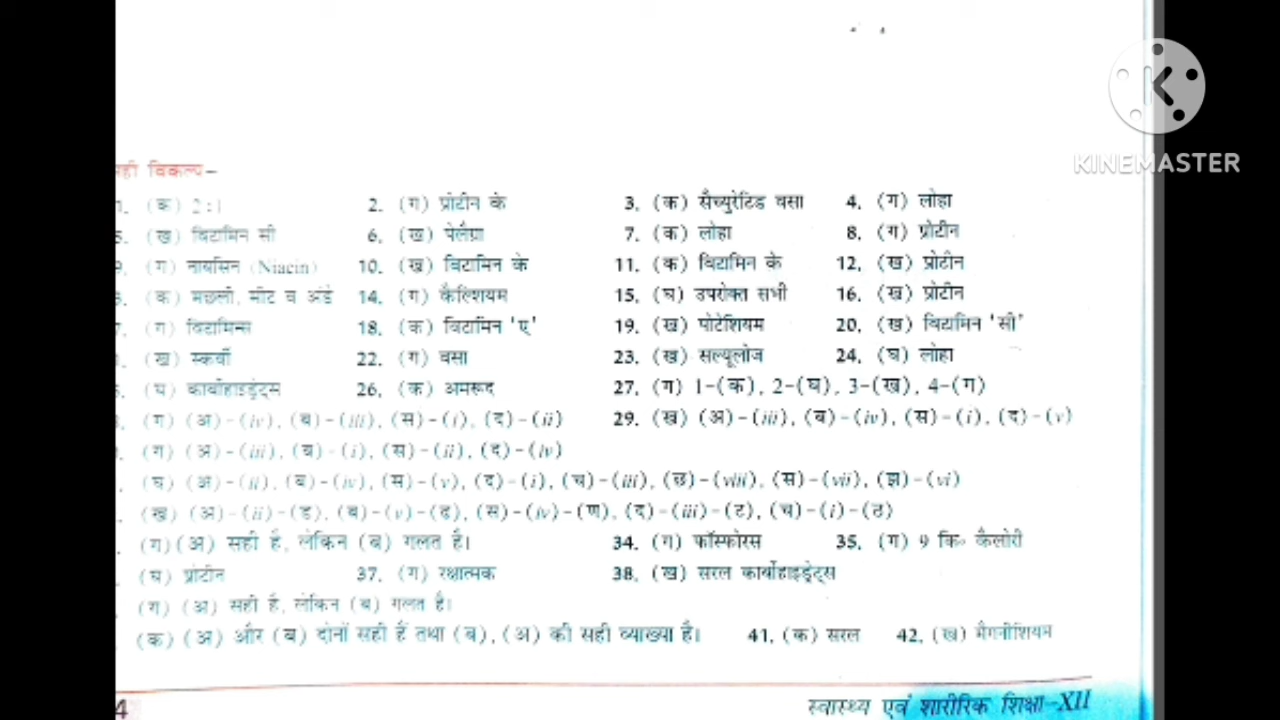 KINEMASTER
ही विकल्प–
1. (क) 2:1 2. (ग) प्रोटीन के 3. (क) सैच्युरेटिड वसा 4. (ग) लोहा
5. (ख) विटामिन सी 6. (ख) पेलैग्रा 7. (क) लोहा 8. (ग) प्रोटीन
9. (ग) नायसिन (Niacin) 10. (ख) विटामिन के 11. (क) विटामिन के 12. (ख) प्रोटीन
3. (क) मछली, मीट व अंडे 14. (ग) कैल्शियम 15. (घ) उपरोक्त सभी 16. (ख) प्रोटीन
7. (ग) विटामिन्स 18. (क) विटामिन 'ए' 19. (ख) पोटेशियम 20. (ख) विटामिन 'सी'
(ख) स्कर्वी 22. (ग) वसा 23. (ख) सल्यूलोज 24. (घ) लोहा
5. (घ) कार्बोहाइड्रेट्स 26. (क) अमरूद 27. (ग) 1-(क), 2-(घ), 3-(ख), 4-(ग)
(ग) (अ)-(iv), (ब)-(iii), (स)-(i), (द)-(ii) 29. (ख) (अ)-(iii), (ब)-(iv), (स)-(i), (द)-(v)
(ग) (अ)-(iii), (ब)-(i), (स)-(ii), (द)-(iv)
(घ) (अ)-(ii), (ब)-(iv), (स)-(v), (द)-(i), (च)-(iii), (छ)-(viii), (स)-(vii), (झ)-(vi)
(ख) (अ)-(ii)-(ड), (ब)-(v)-(ढ), (स)-(iv)-(ण), (द)-(iii)-(ट), (च)-(i)-(ठ)
(ग)(अ) सही है, लेकिन (ब) गलत है। 34. (ग) फॉस्फोरस 35. (ग) 9 कि॰ कैलोरी
(घ) प्रोटीन 37. (ग) रक्षात्मक 38. (ख) सरल कार्बोहाइड्रेट्स
(ग) (अ) सही है, लेकिन (ब) गलत है।
(क) (अ) और (ब) दोनों सही हैं तथा (ब), (अ) की सही व्याख्या है। 41. (क) सरल 42. (ख) मैगनीशियम
4 स्वास्थ्य एवं शारीरिक शिक्षा–XII